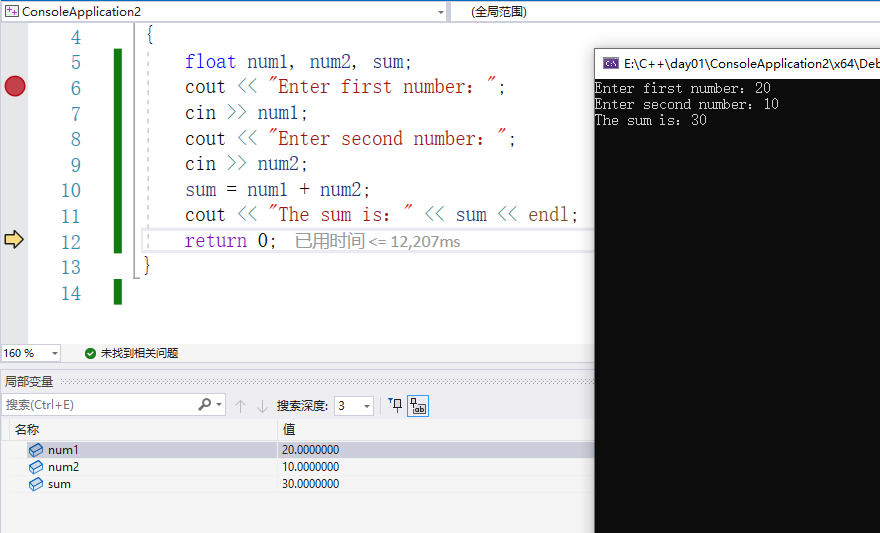 ConsoleApplication2
(全局范围)
4 {
5 float num1, num2, sum;
6 cout << "Enter first number: ";
7 cin >> num1;
8 cout << "Enter second number: ";
9 cin >> num2;
10 sum = num1 + num2;
11 cout << "The sum is: " << sum << endl;
12 return 0; 已用时间 <= 12,207ms
13 }
14
E:\C++\day01\ConsoleApplication2\x64\Deb
Enter first number: 20
Enter second number: 10
The sum is: 30
160 %
未找到相关问题
局部变量
搜索(Ctrl+E)
搜索深度: 3
名称 值
num1 20.0000000
num2 10.0000000
sum 30.0000000